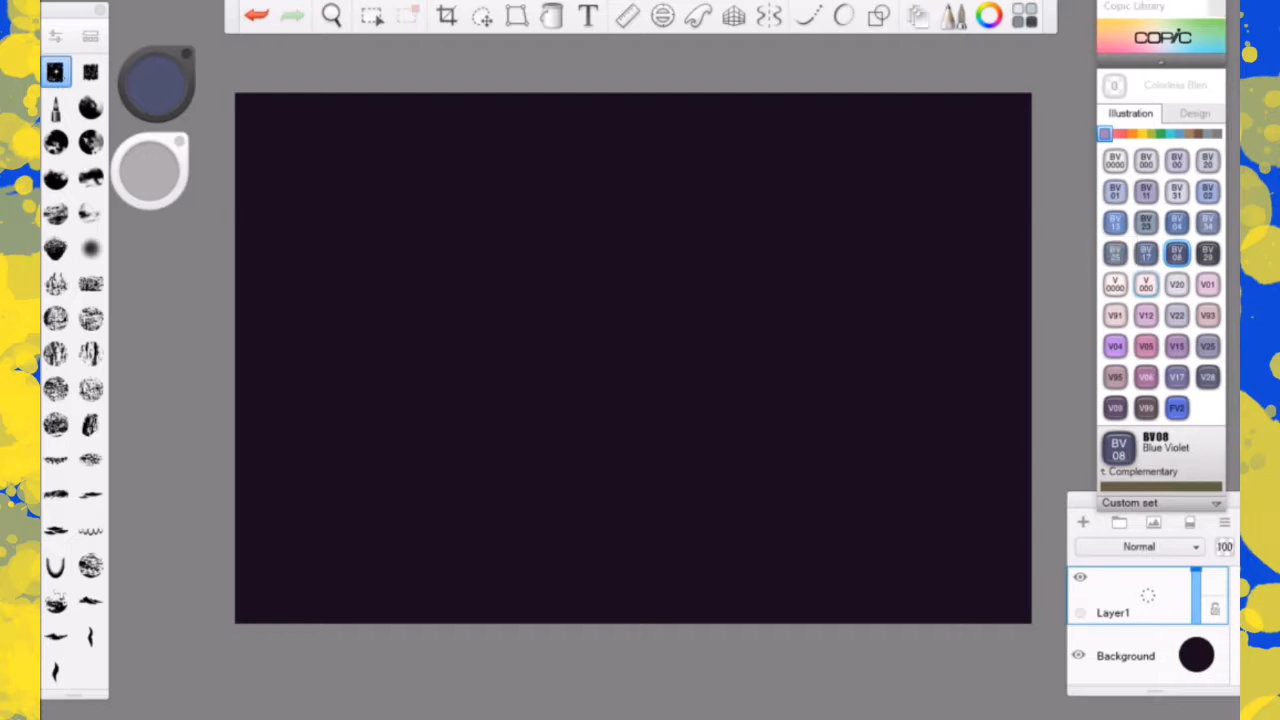 T
Copic Library
COPIC
0
Colorless Blen
Illustration
Design
BV 0000
BV 000
BV 00
BV 20
BV 01
BV 11
BV 31
BV 02
BV 13
BV 23
BV 04
BV 34
BV 25
BV 17
BV 08
BV 29
V 0000
V 000
V20
V01
V91
V12
V22
V93
V04
V05
V15
V25
V95
V06
V17
V28
V09
V99
FV2
BV 08
BV08
Blue Violet
t. Complementary
Custom set
Normal
100
Layer1
Background